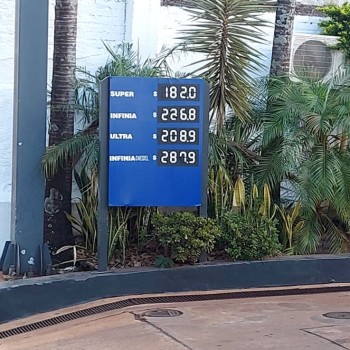 SUPER $ 182.0
INFINIA $ 226.8
ULTRA $ 208.9
INFINIA DIESEL $ 287.9